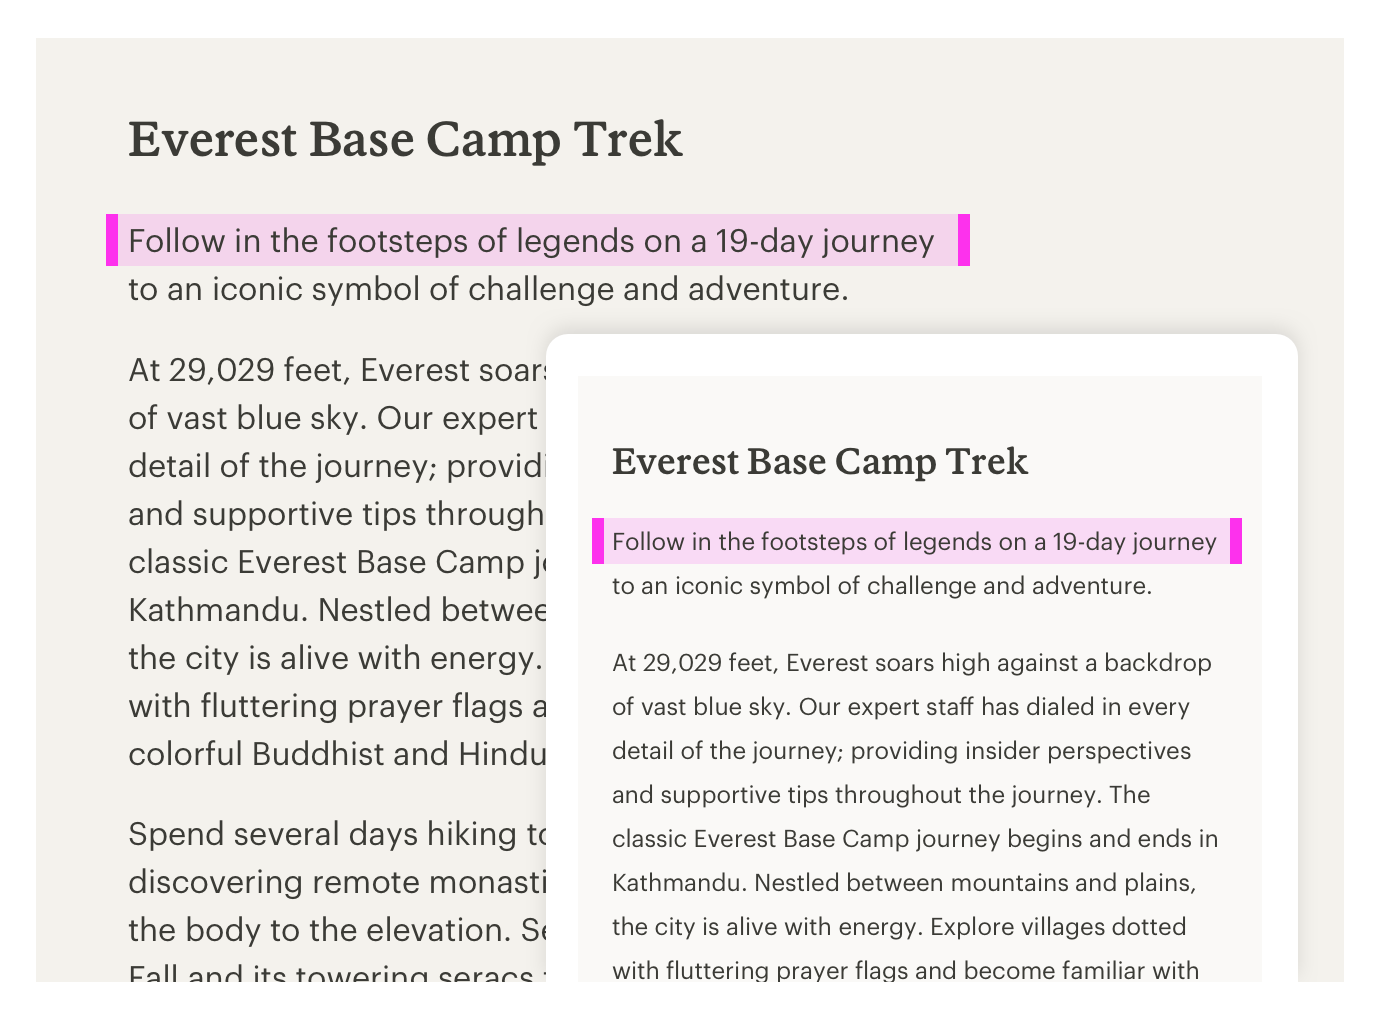 Everest Base Camp Trek
Follow in the footsteps of legends on a 19-day journey
to an iconic symbol of challenge and adventure.
At 29,029 feet, Everest soars
of vast blue sky. Our expert
detail of the journey;
and supportive tips
classic Everest Base Camp
Kathmandu. Nestled
the city is alive with energy.
with fluttering prayer flags
colorful Buddhist and Hindu
Spend several days hiking
discovering remote
the body to the elevation.
Fall and its towering seracs
Everest Base Camp Trek
Follow in the footsteps of legends on a 19-day journey
to an iconic symbol of challenge and adventure.
At 29,029 feet, Everest soars high against a backdrop
of vast blue sky. Our expert staff has dialed in every
detail of the journey; providing insider perspectives
and supportive tips throughout the journey. The
classic Everest Base Camp journey begins and ends in
Kathmandu. Nestled between mountains and plains,
the city is alive with energy. Explore villages dotted
with fluttering prayer flags and become familiar with